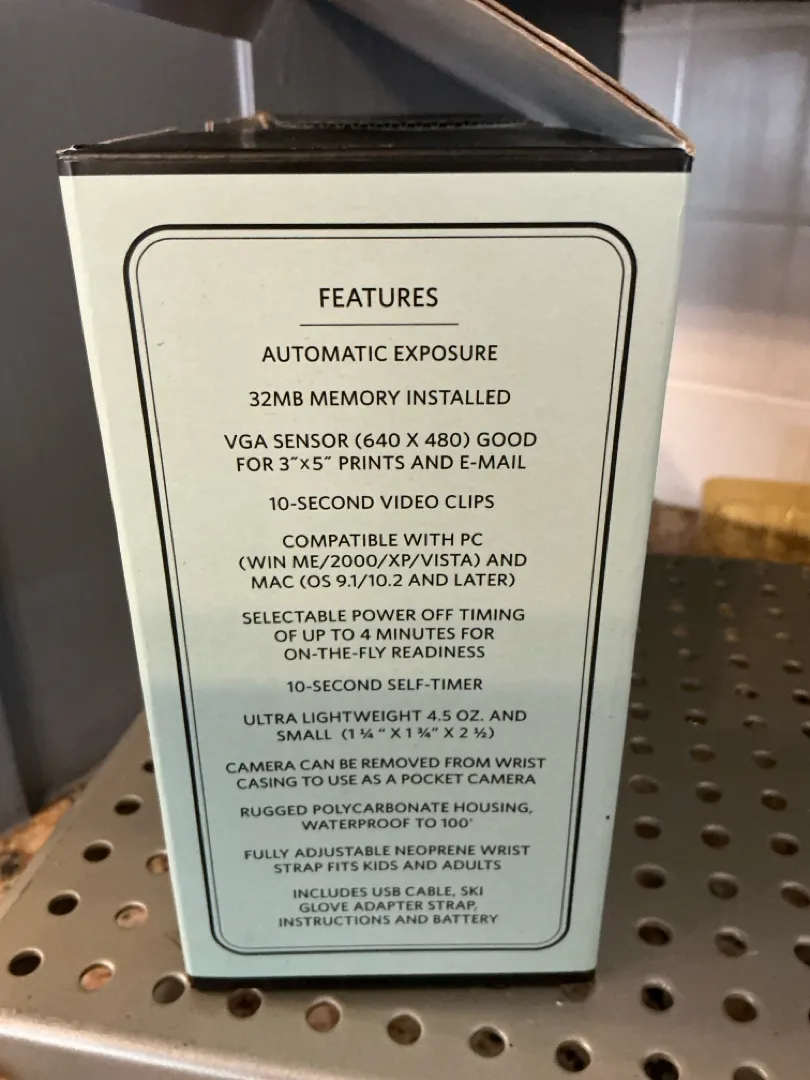 FEATURES
AUTOMATIC EXPOSURE
32MB MEMORY INSTALLED
VGA SENSOR (640 X 480) GOOD
FOR 3˝x5˝ PRINTS AND E-MAIL
10-SECOND VIDEO CLIPS
COMPATIBLE WITH PC
(WIN ME/2000/XP/VISTA) AND
MAC (OS 9.1/10.2 AND LATER)
SELECTABLE POWER OFF TIMING
OF UP TO 4 MINUTES FOR
ON-THE-FLY READINESS
10-SECOND SELF-TIMER
ULTRA LIGHTWEIGHT 4.5 OZ. AND
SMALL (1 ¼ “ X 1 ¾” X 2 ½)
CAMERA CAN BE REMOVED FROM WRIST
CASING TO USE AS A POCKET CAMERA
RUGGED POLYCARBONATE HOUSING,
WATERPROOF TO 100'
FULLY ADJUSTABLE NEOPRENE WRIST
STRAP FITS KIDS AND ADULTS
INCLUDES USB CABLE, SKI
GLOVE ADAPTER STRAP,
INSTRUCTIONS AND BATTERY